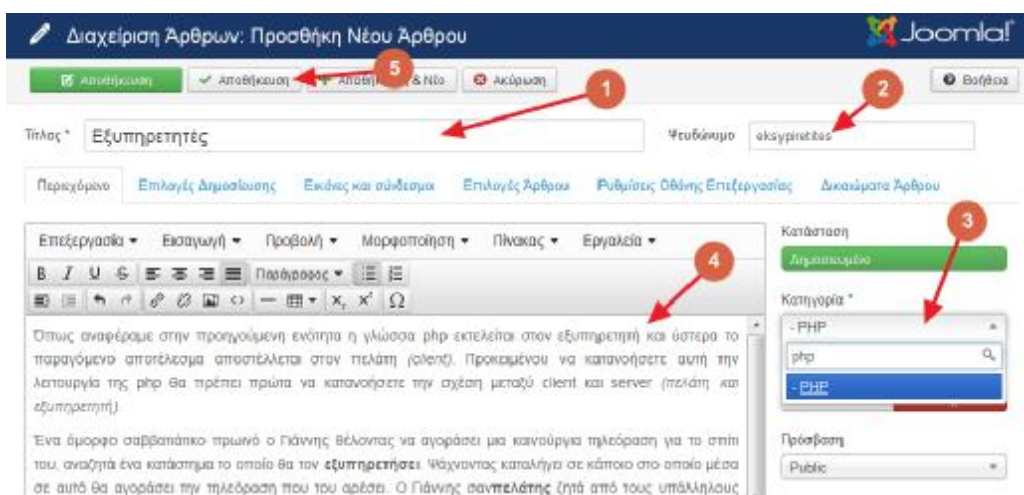 Διαχείριση Άρθρων: Προσθήκη Νέου Άρθρου
Joomla!
Αποθήκευση
Αποθήκευση
5
& Νέο
Ακύρωση
Βοήθεια
1
2
Τίτλος *
Εξυπηρετητές
Ψευδώνυμο
eksypiretites
Περιεχόμενο
Επιλογές Δημοσίευσης
Εικόνες και σύνδεσμοι
Επιλογές Άρθρου
Ρυθμίσεις Οθόνης Επεξεργασίας
Δικαιώματα Άρθρου
3
4
Επεξεργασία
Εισαγωγή
Προβολή
Μορφοποίηση
Πίνακας
Εργαλεία
B I U S
Παράγραφος
Όπως αναφέραμε στην προηγούμενη ενότητα η γλώσσα php εκτελείται στον εξυπηρετητή και ύστερα το
παραγόμενο αποτέλεσμα αποστέλλεται στον πελάτη (client). Προκειμένου να κατανοήσετε αυτή την
λειτουργία της php θα πρέπει πρώτα να κατανοήσετε την σχέση μεταξύ client και server (πελάτη και
εξυπηρετητή).
Ένα όμορφο σαββατιάτικο πρωινό ο Γιάννης θέλοντας να αγοράσει μια καινούργια τηλεόραση για το σπίτι
του, αναζητά ένα κατάστημα το οποίο θα τον εξυπηρετήσει. Ψάχνοντας καταλήγει σε κάποιο στο οποίο μέσα
σε αυτό θα αγοράσει την τηλεόραση που του αρέσει. Ο Γιάννης σαν πελάτης ζητά από τους υπάλληλους
Κατάσταση
Δημοσιευμένο
Κατηγορία *
- PHP
php
- PHP
Πρόσβαση
Public